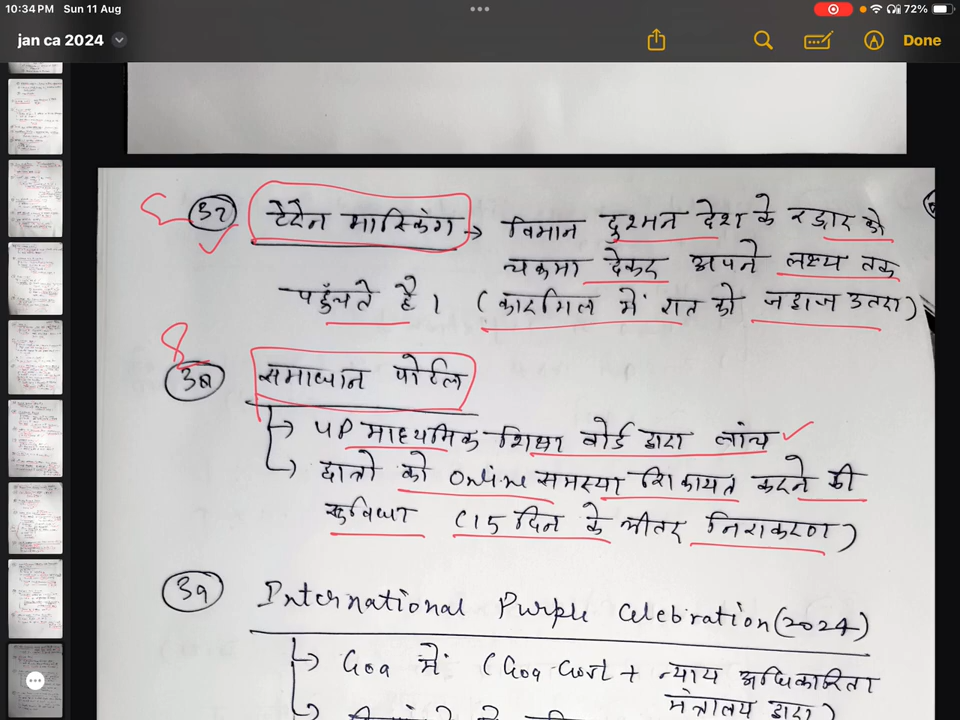 10:34 PM Sun 11 Aug
72%
jan ca 2024
Done
37 टेरेन मास्किंग → विमान दुश्मन देश के रडार को
चकमा देकर अपने लक्ष्य तक
पहुँचते है। (कारगिल में रात को जहाज उतरा)
8
38 समाधान पोर्टल
→ UP माध्यमिक शिक्षा बोर्ड द्वारा लांच
→ छात्रो को online समस्या शिकायत करने की
सुविधा (15 दिन के भीतर निराकरण)
39 International Purple Celebration (2024)
→ Goa में (Goa Govt + न्याय अधिकारिता
मंत्रालय द्वारा)